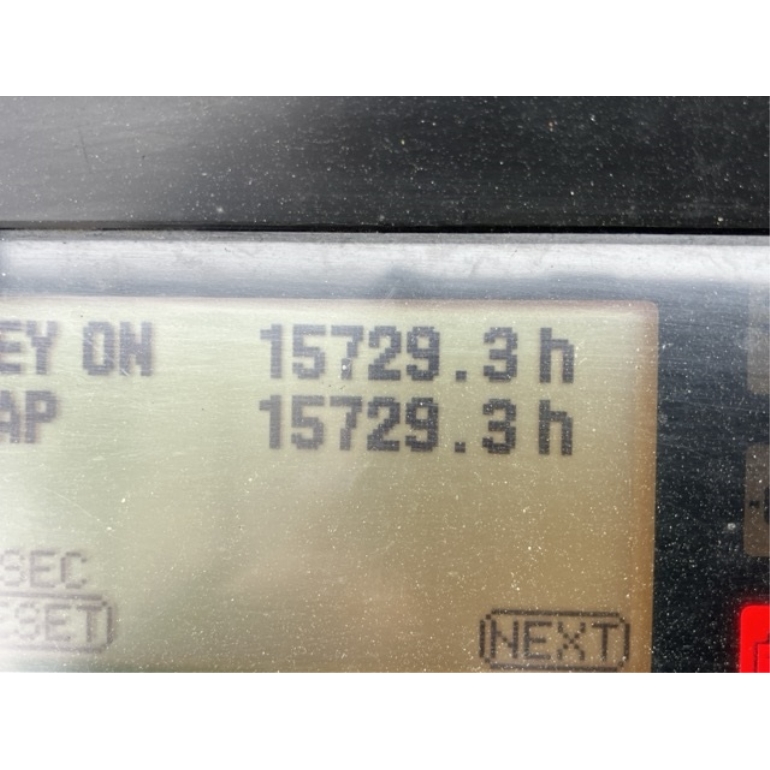 EY ON 15729.3 h
AP 15729.3 h
SEC
ESET NEXT